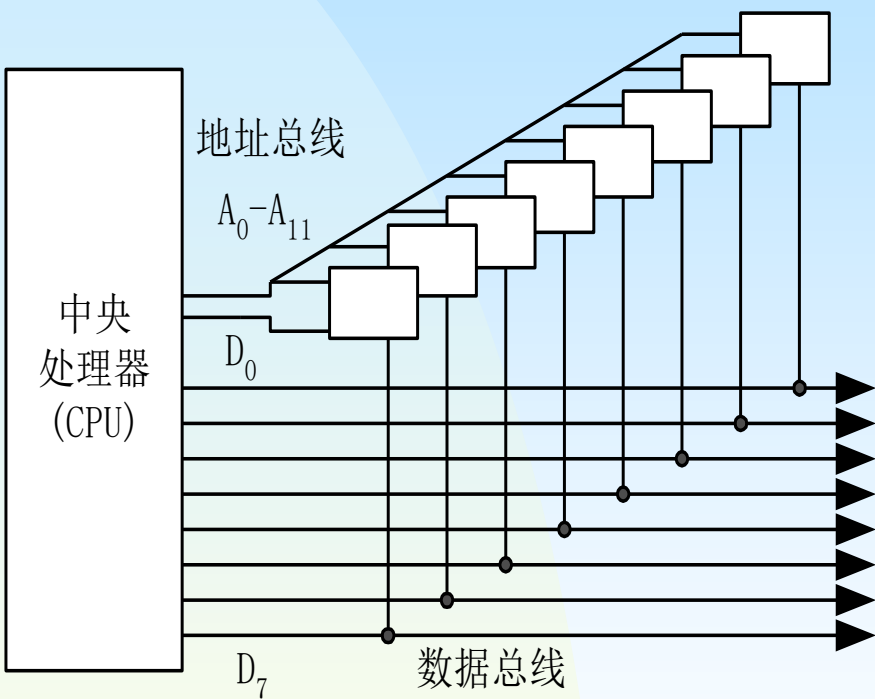 地址总线
A₀-A₁₁
中央
处理器
(CPU)
D₀
D₇
数据总线